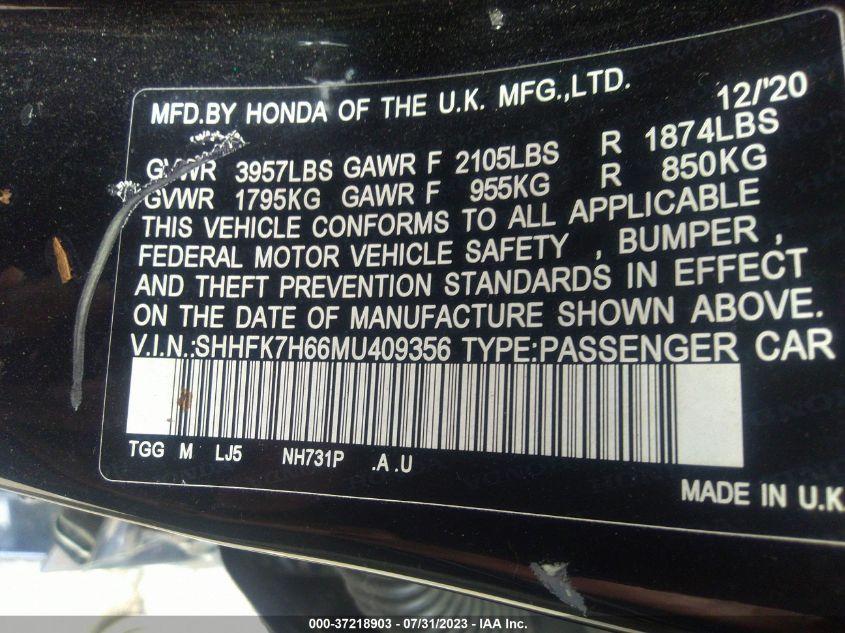 MFD.BY HONDA OF THE U.K. MFG.,LTD. 12/'20
GVWR 3957LBS GAWR F 2105LBS R 1874LBS
GVWR 1795KG GAWR F 955KG R 850KG
THIS VEHICLE CONFORMS TO ALL APPLICABLE
FEDERAL MOTOR VEHICLE SAFETY , BUMPER ,
AND THEFT PREVENTION STANDARDS IN EFFECT
ON THE DATE OF MANUFACTURE SHOWN ABOVE.
V.I.N.:SHHFK7H66MU409356 TYPE:PASSENGER CAR
TGG M LJ5 NH731P .A .U
MADE IN U.K
000-37218903 - 07/31/2023 - IAA Inc.